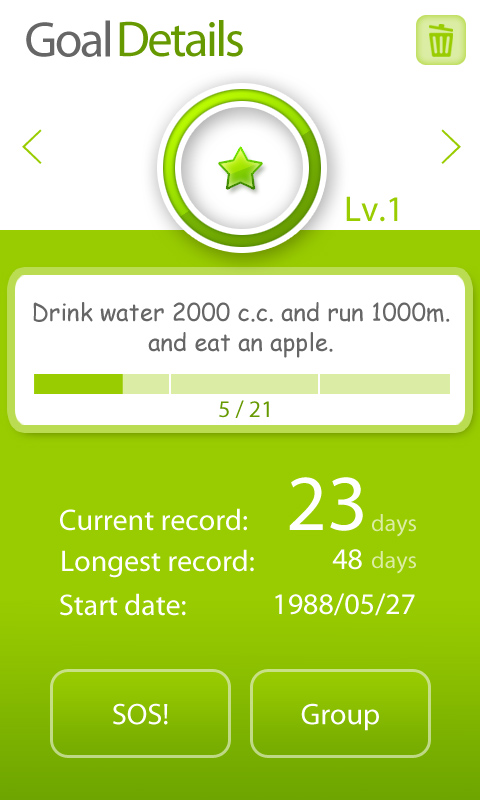 Goal Details
Lv.1
Drink water 2000 c.c. and run 1000m.
and eat an apple.
5 / 21
Current record: 23 days
Longest record: 48 days
Start date: 1988/05/27
SOS!
Group